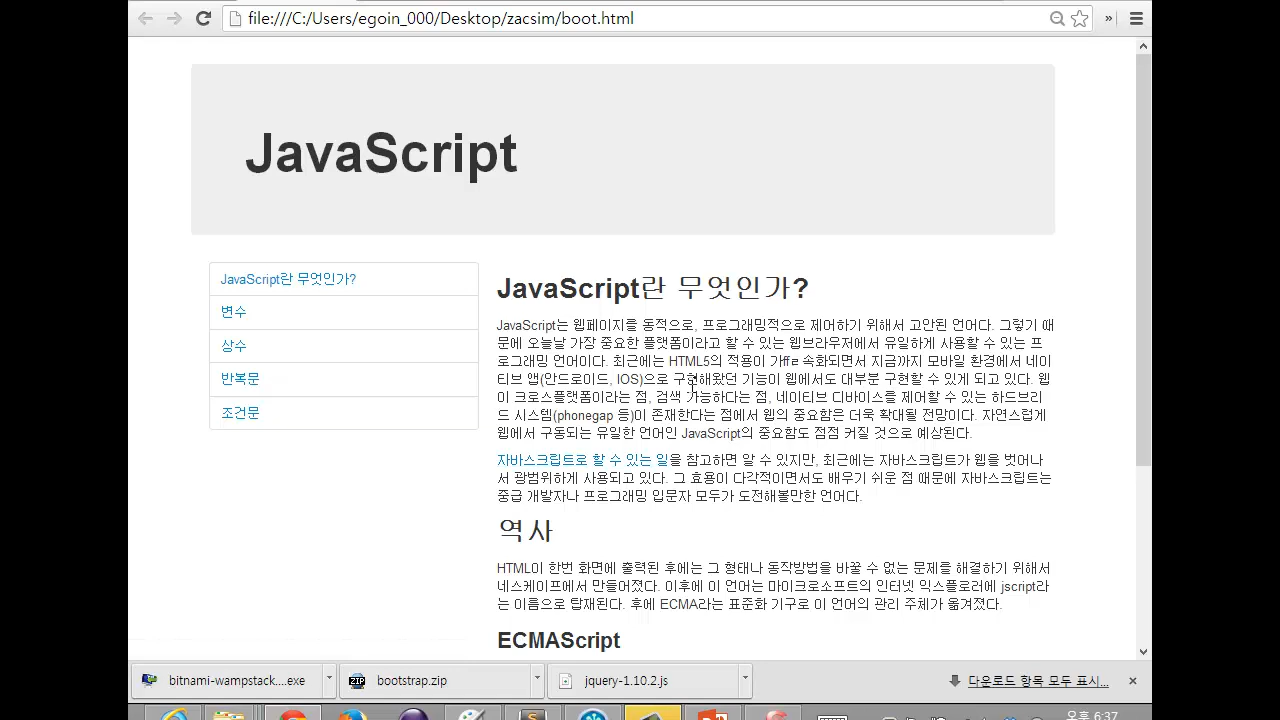 file:///C:/Users/egoin_000/Desktop/zacsim/boot.html
JavaScript
JavaScript란 무엇인가?
변수
상수
반복문
조건문
JavaScript란 무엇인가?
JavaScript는 웹페이지를 동적으로, 프로그래밍적으로 제어하기 위해서 고안된 언어다. 그렇기 때
문에 오늘날 가장 중요한 플랫폼이라고 할 수 있는 웹브라우저에서 유일하게 사용할 수 있는 프
로그래밍 언어이다. 최근에는 HTML5의 적용이 가ffㄹ속화되면서 지금까지 모바일 환경에서 네이
티브 앱(안드로이드, IOS)으로 구현해왔던 기능이 웹에서도 대부분 구현할 수 있게 되고 있다. 웹
이 크로스플랫폼이라는 점, 검색 가능하다는 점, 네이티브 디바이스를 제어할 수 있는 하드브리
드 시스템(phonegap 등)이 존재한다는 점에서 웹의 중요함은 더욱 확대될 전망이다. 자연스럽게
웹에서 구동되는 유일한 언어인 JavaScript의 중요함도 점점 커질 것으로 예상된다.
자바스크립트로 할 수 있는 일을 참고하면 알 수 있지만, 최근에는 자바스크립트가 웹을 벗어나
서 광범위하게 사용되고 있다. 그 효용이 다각적이면서도 배우기 쉬운 점 때문에 자바스크립트는
중급 개발자나 프로그래밍 입문자 모두가 도전해볼만한 언어다.
역사
HTML이 한번 화면에 출력된 후에는 그 형태나 동작방법을 바꿀 수 없는 문제를 해결하기 위해서
네스케이프에서 만들어졌다. 이후에 이 언어는 마이크로소프트의 인터넷 익스플로러에 jscript라
는 이름으로 탑재된다. 후에 ECMA라는 표준화 기구로 이 언어의 관리 주체가 옮겨졌다.
ECMAScript
bitnami-wampstack....exe
bootstrap.zip
jquery-1.10.2.js
다운로드 항목 모두 표시...
오후 6:37